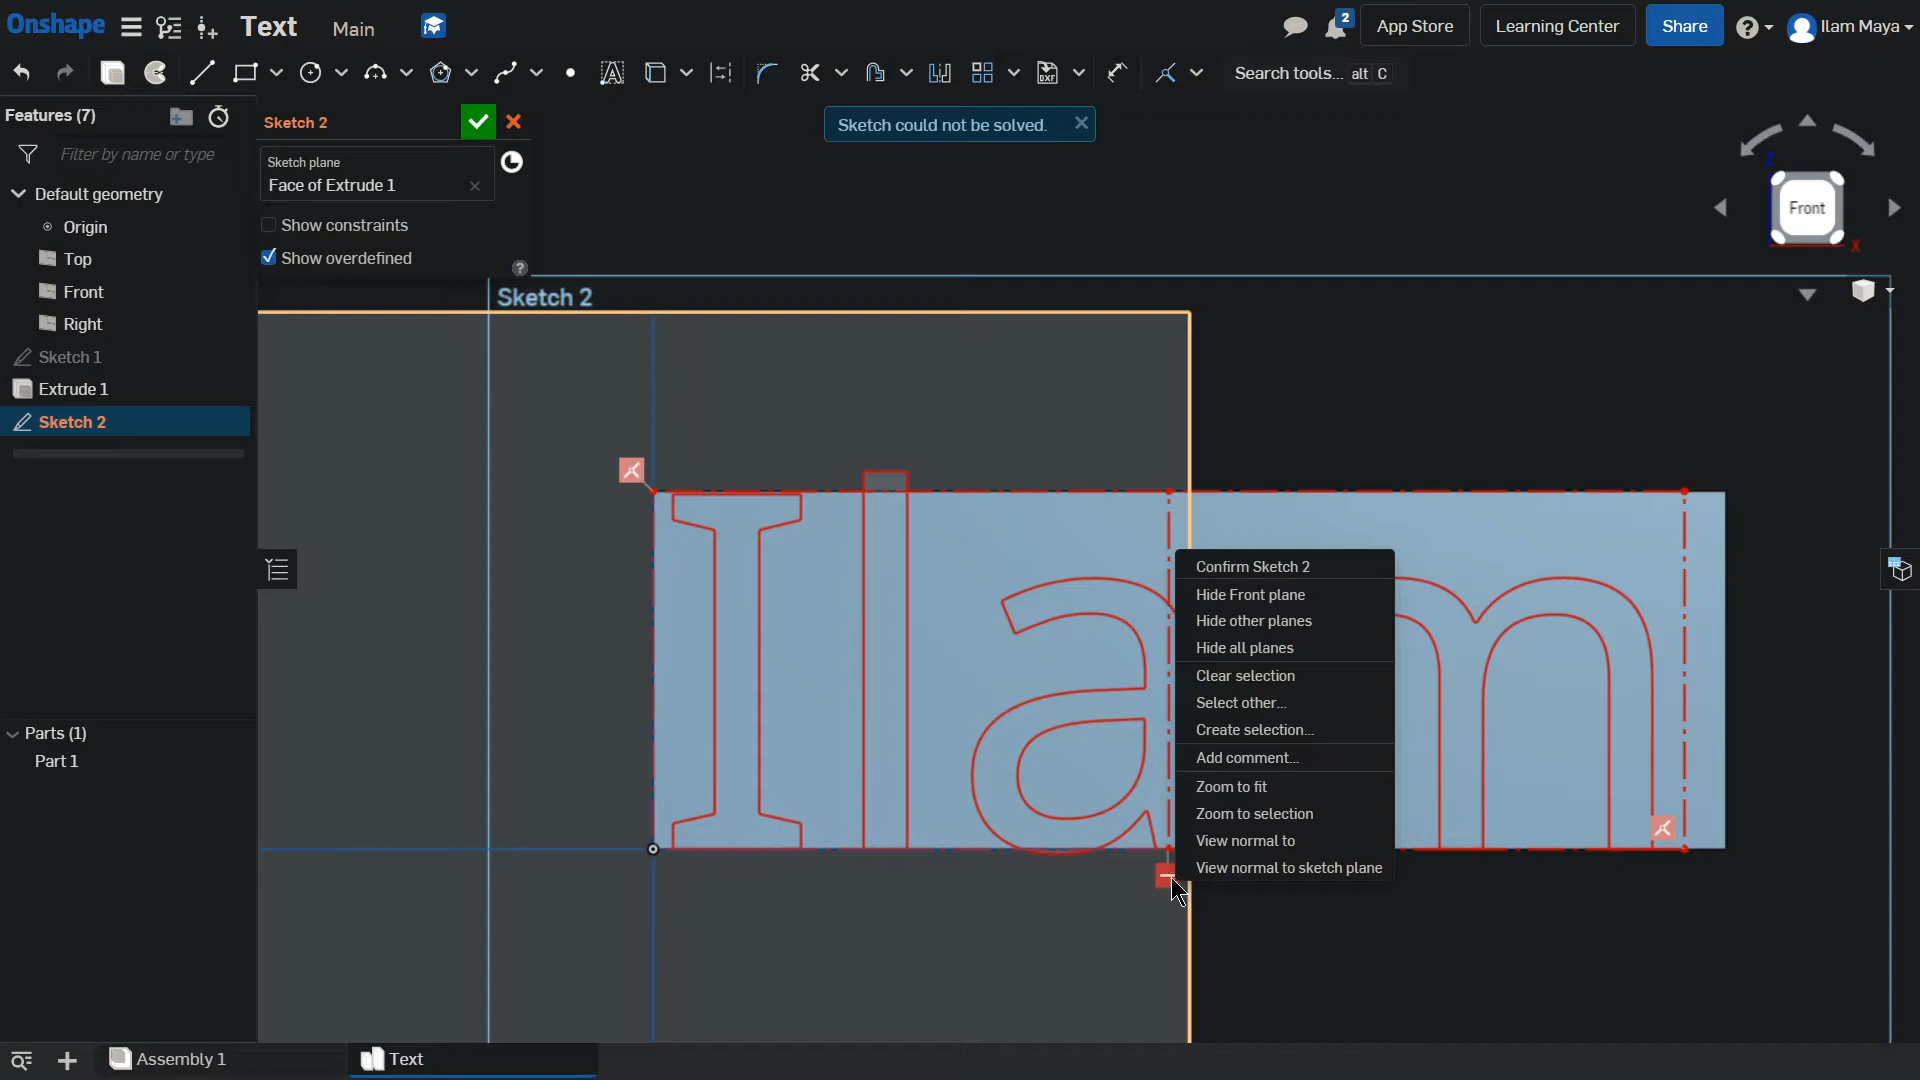 Onshape Text Main 2 App Store Learning Center Share Ilam Maya
Search tools... alt C
Features (7)
Filter by name or type
Default geometry
Origin
Top
Front
Right
Sketch 1
Extrude 1
Sketch 2
Parts (1)
Part 1
Sketch 2
Sketch plane
Face of Extrude 1
Show constraints
Show overdefined
Sketch could not be solved.
Z
Front
X
Sketch 2
Ilam
Confirm Sketch 2
Hide Front plane
Hide other planes
Hide all planes
Clear selection
Select other...
Create selection...
Add comment...
Zoom to fit
Zoom to selection
View normal to
View normal to sketch plane
Assembly 1 Text